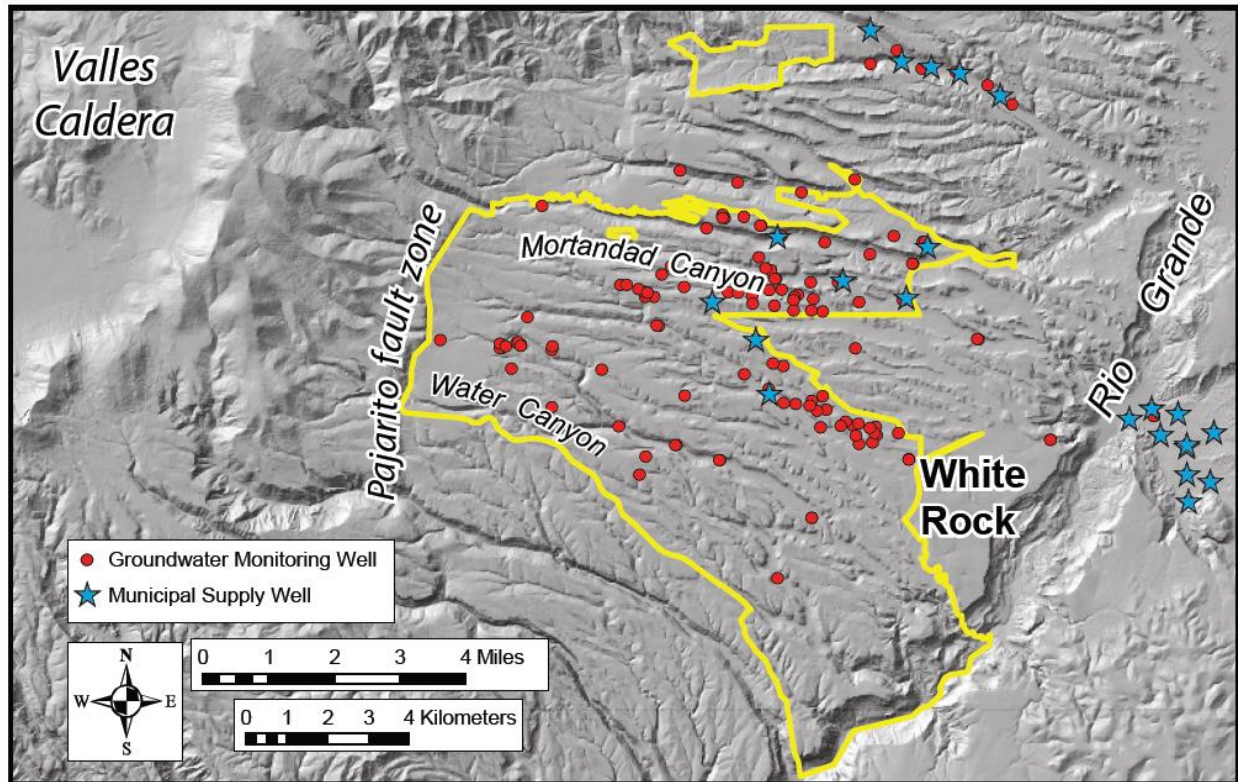 Valles
Caldera
Pajarito fault zone
Mortandad Canyon
Water Canyon
Rio Grande
White
Rock
Groundwater Monitoring Well
Municipal Supply Well
N
W E
S
0 1 2 3 4 Miles
0 1 2 3 4 Kilometers